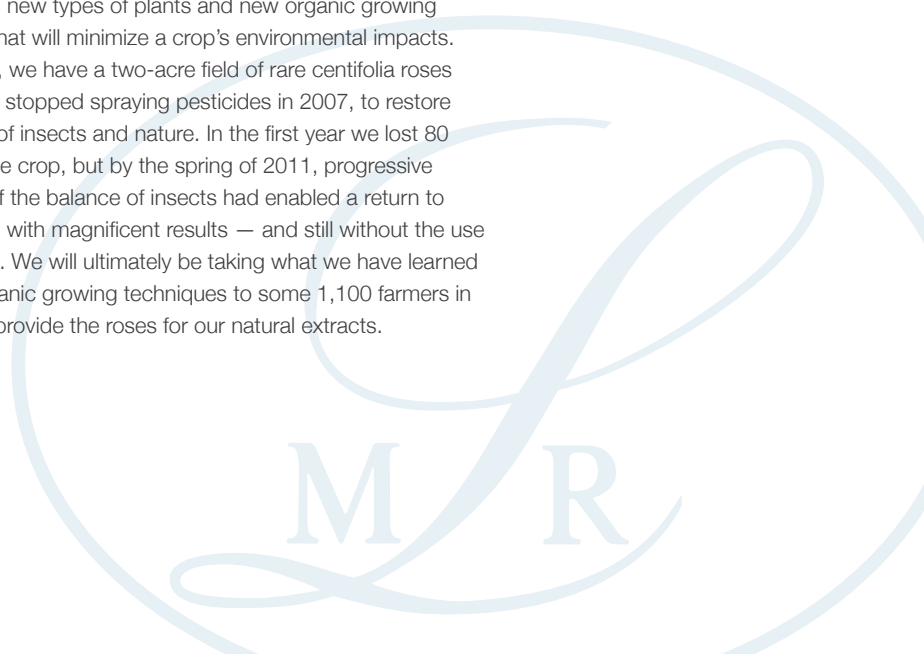 new types of plants and new organic growing
hat will minimize a crop’s environmental impacts.
, we have a two-acre field of rare centifolia roses
stopped spraying pesticides in 2007, to restore
of insects and nature. In the first year we lost 80
e crop, but by the spring of 2011, progressive
f the balance of insects had enabled a return to
with magnificent results — and still without the use
. We will ultimately be taking what we have learned
anic growing techniques to some 1,100 farmers in
provide the roses for our natural extracts.
L
M R